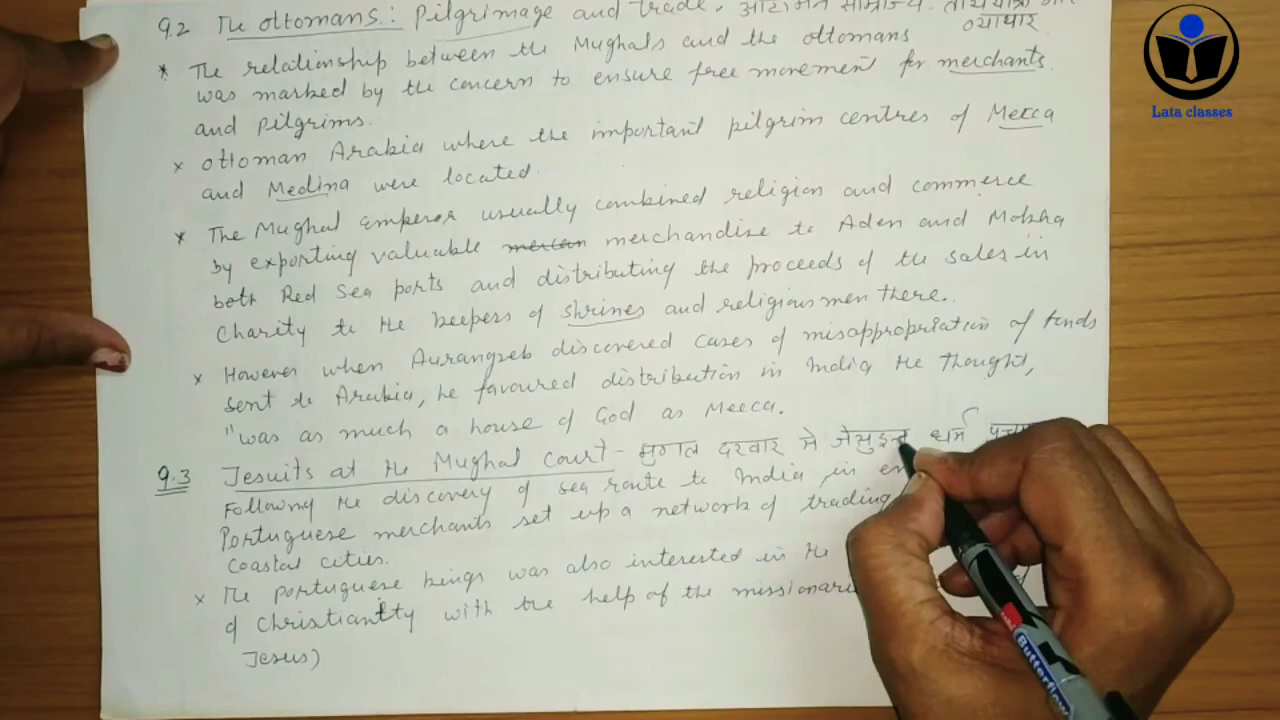 9.2 The Ottomans: Pilgrimage and trade.
व्यापार
* The relationship between the Mughals and the Ottomans
was marked by the concern to ensure free movement for merchants
and pilgrims.
x Ottoman Arabia where the important pilgrim centres of Mecca
and Medina were located.
* The Mughal emperor usually combined religion and commerce
by exporting valuable merchandise to Aden and Mokha
both Red Sea ports and distributing the proceeds of the sales in
Charity to the keepers of shrines and religious men there.
x However when Aurangzeb discovered cases of misappropriation of funds
sent to Arabia, he favoured distribution in India he thought,
"was as much a house of God as Mecca.
9.3 Jesuits at the Mughal court - मुगल दरबार मे जेसुइट धर्म
Following the discovery of sea route to India in
Portuguese merchants set up a network of trading
coastal cities.
x The portuguese kings was also interested in the
of Christiantty with the help of the
Jesus)
Lata classes
Butterflow